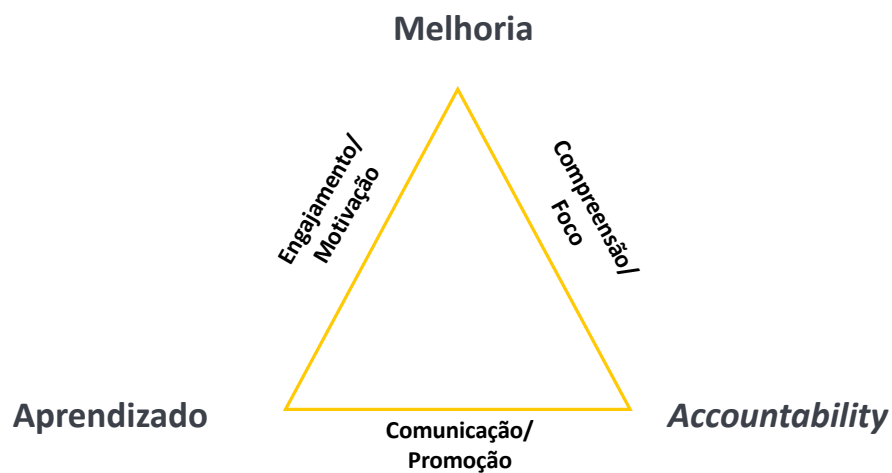 Melhoria
Engajamento/
Motivação
Compreensão/
Foco
Aprendizado
Accountability
Comunicação/
Promoção